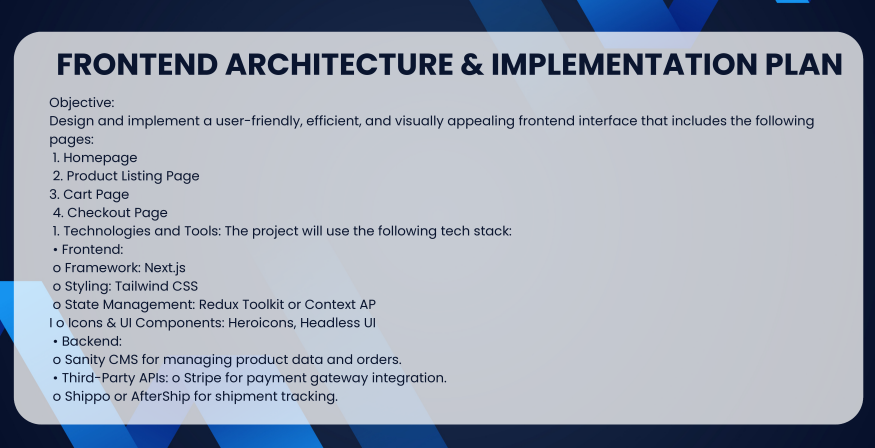 FRONTEND ARCHITECTURE & IMPLEMENTATION PLAN
Objective:
Design and implement a user-friendly, efficient, and visually appealing frontend interface that includes the following
pages:
1. Homepage
2. Product Listing Page
3. Cart Page
4. Checkout Page
1. Technologies and Tools: The project will use the following tech stack:
• Frontend:
o Framework: Next.js
o Styling: Tailwind CSS
o State Management: Redux Toolkit or Context AP
I o Icons & UI Components: Heroicons, Headless UI
• Backend:
o Sanity CMS for managing product data and orders.
• Third-Party APIs: o Stripe for payment gateway integration.
o Shippo or AfterShip for shipment tracking.